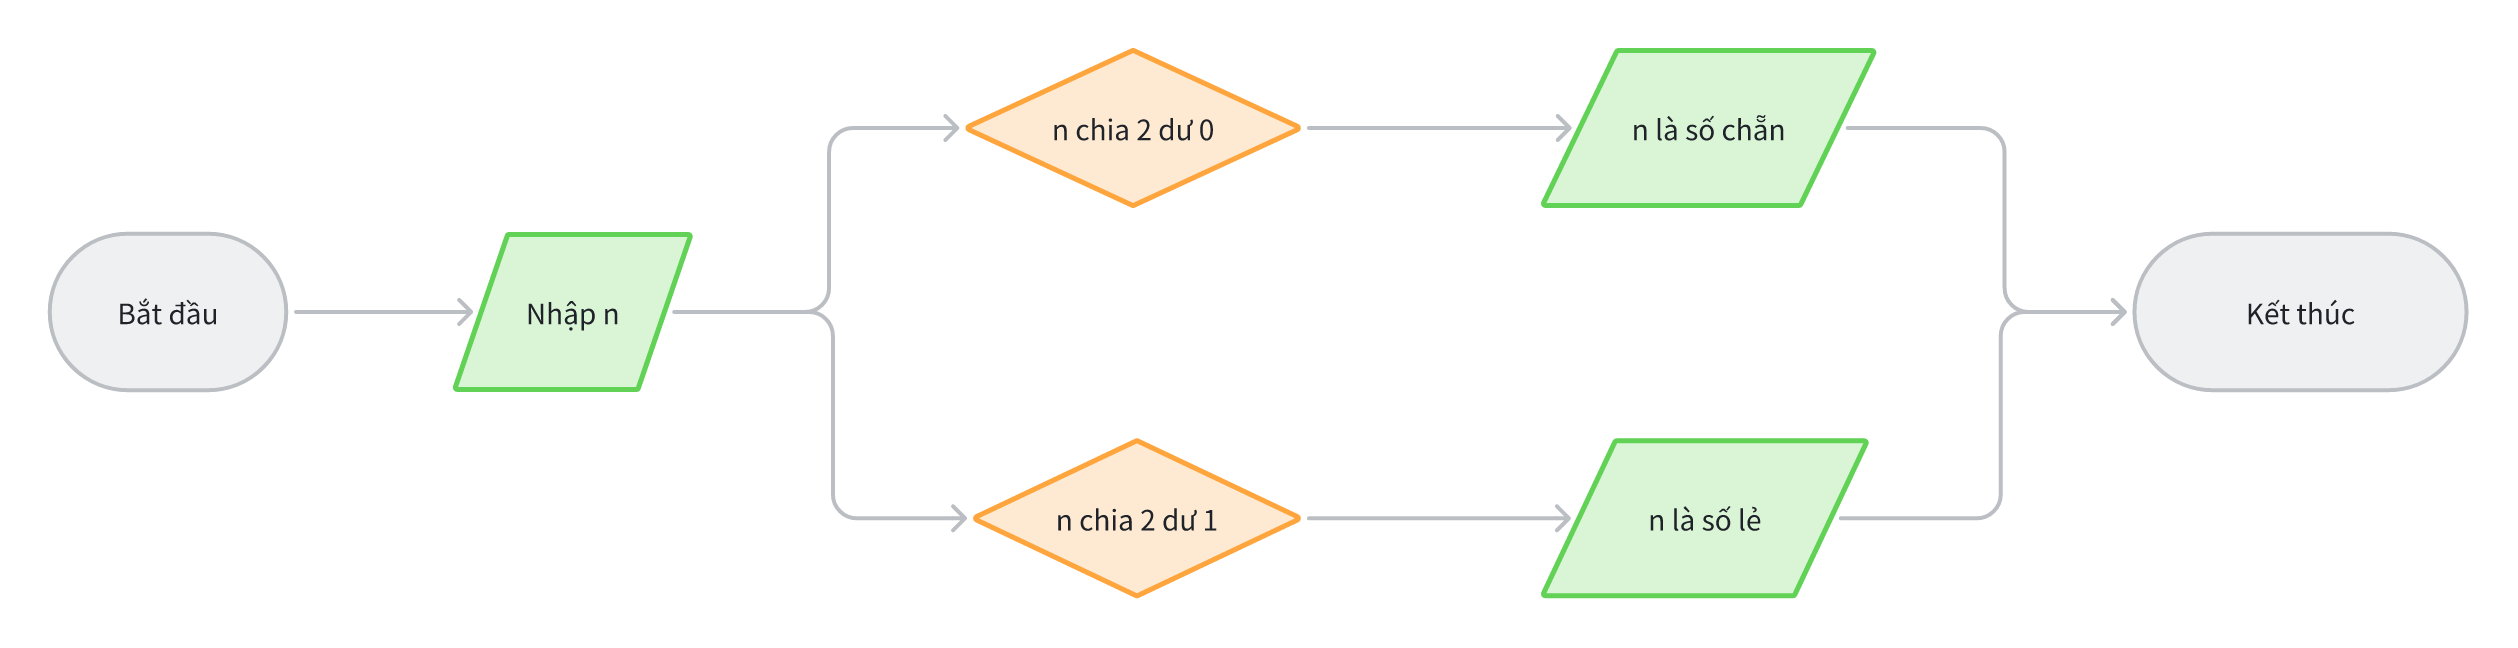 Bắt đầu
Nhập n
n chia 2 dư 0
n là số chẵn
n chia 2 dư 1
n là số lẻ
Kết thúc